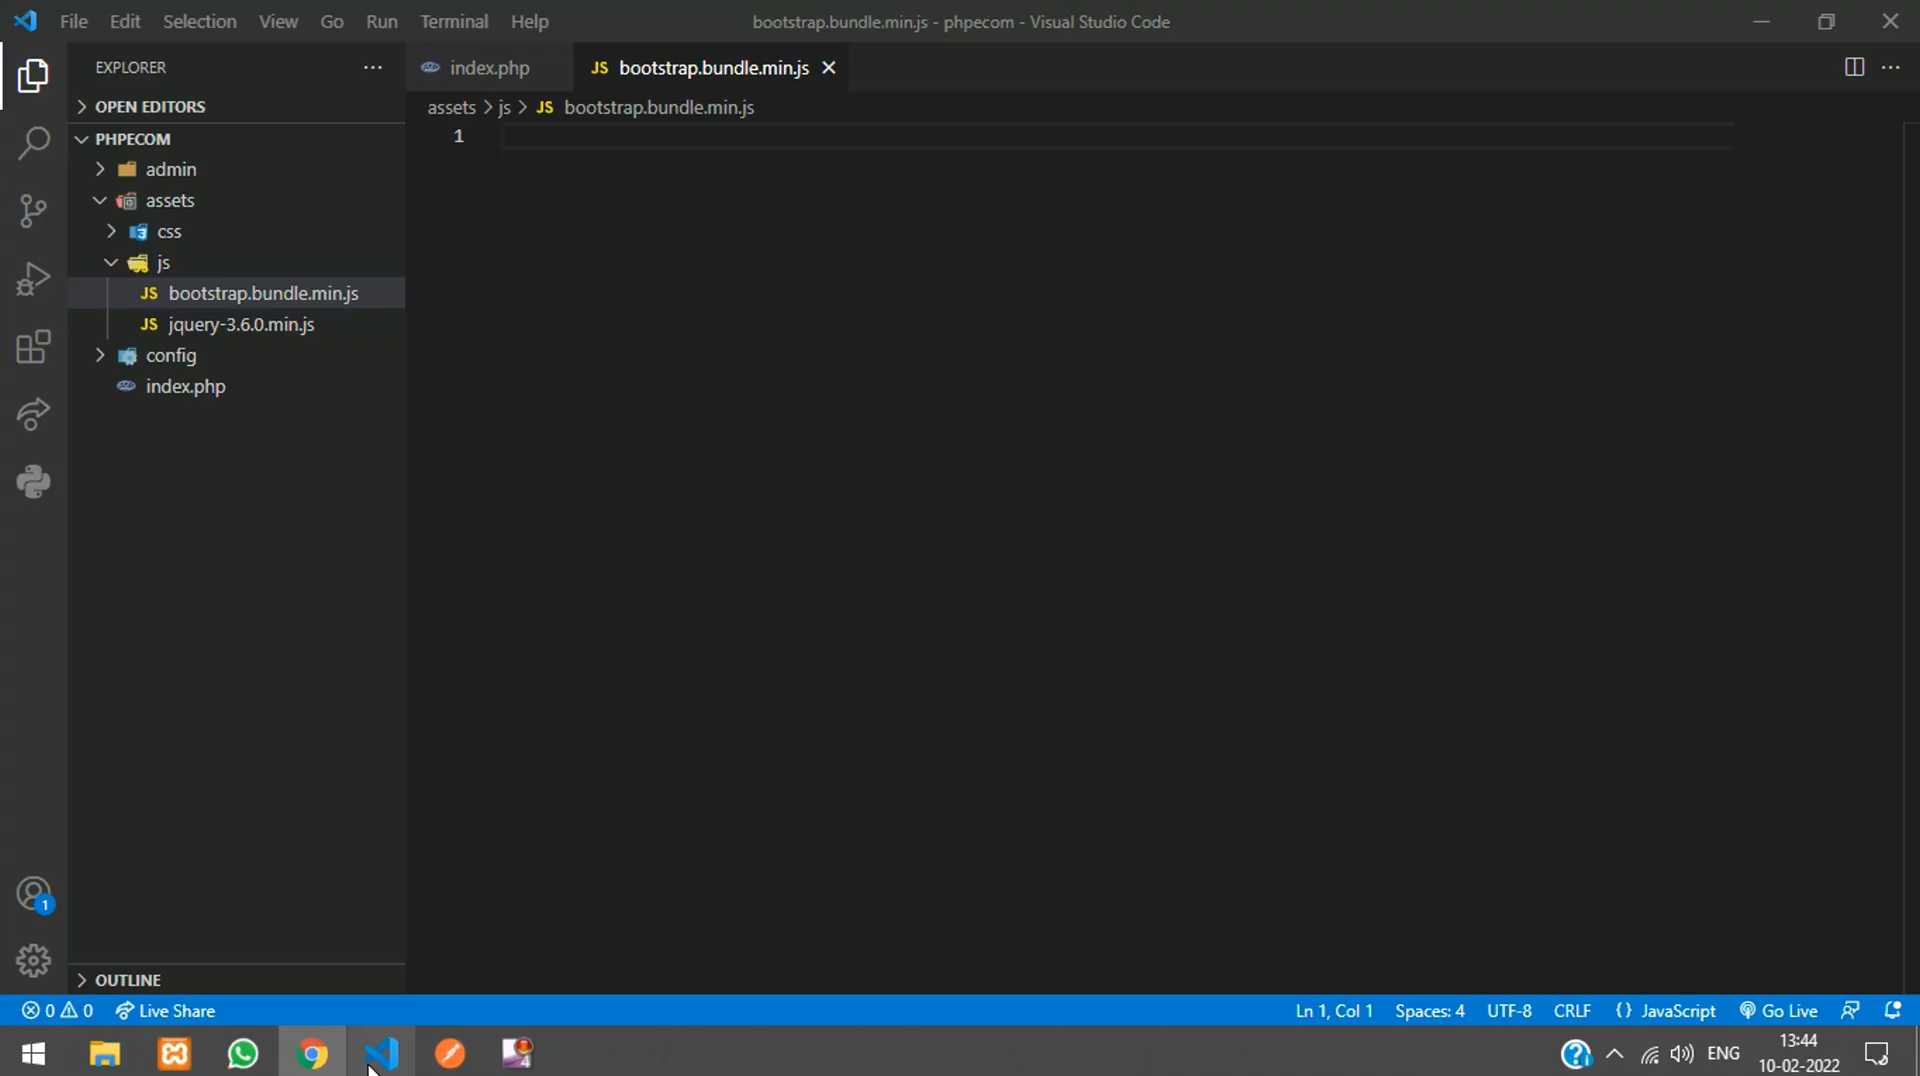 File Edit Selection View Go Run Terminal Help
bootstrap.bundle.min.js - phpecom - Visual Studio Code
EXPLORER
index.php
JS bootstrap.bundle.min.js
OPEN EDITORS
assets > js > JS bootstrap.bundle.min.js
1
PHPECOM
admin
assets
css
js
JS bootstrap.bundle.min.js
JS jquery-3.6.0.min.js
config
index.php
1
OUTLINE
0 0 Live Share
Ln 1, Col 1 Spaces: 4 UTF-8 CRLF {} JavaScript Go Live
ENG
13:44
10-02-2022